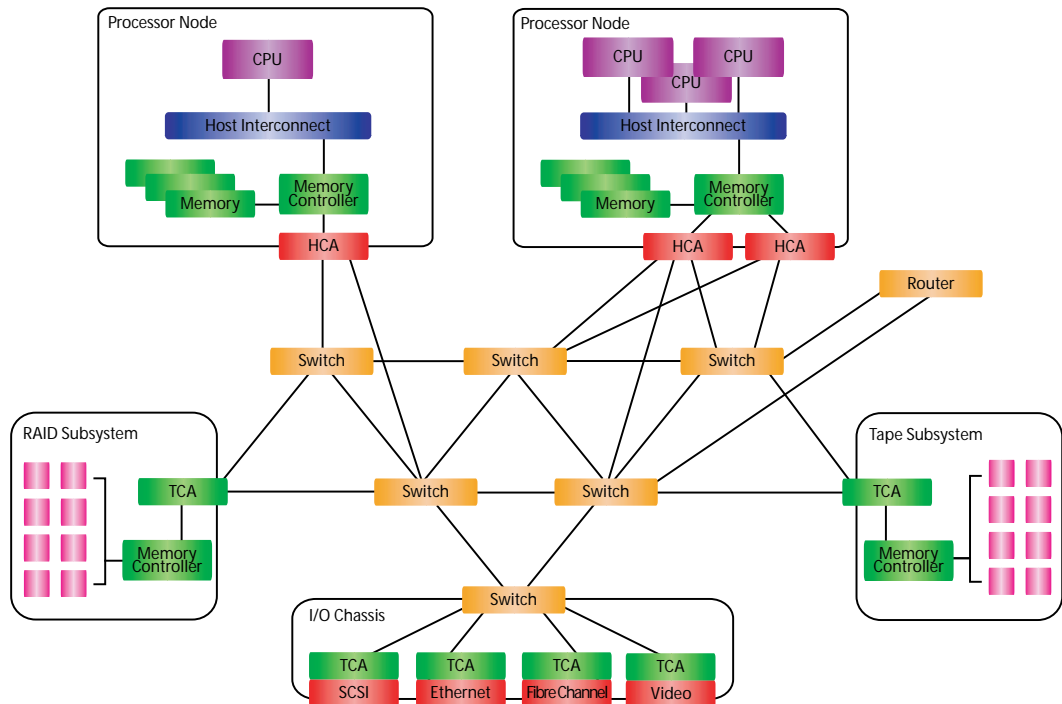 Processor Node
CPU
Host Interconnect
Memory
Memory
Controller
HCA
Processor Node
CPU
CPU
CPU
Host Interconnect
Memory
Memory
Controller
HCA
HCA
Router
Switch
Switch
Switch
RAID Subsystem
TCA
Memory
Controller
Switch
Switch
Tape Subsystem
TCA
Memory
Controller
Switch
I/O Chassis
TCA
TCA
TCA
TCA
SCSI
Ethernet
Fibre Channel
Video